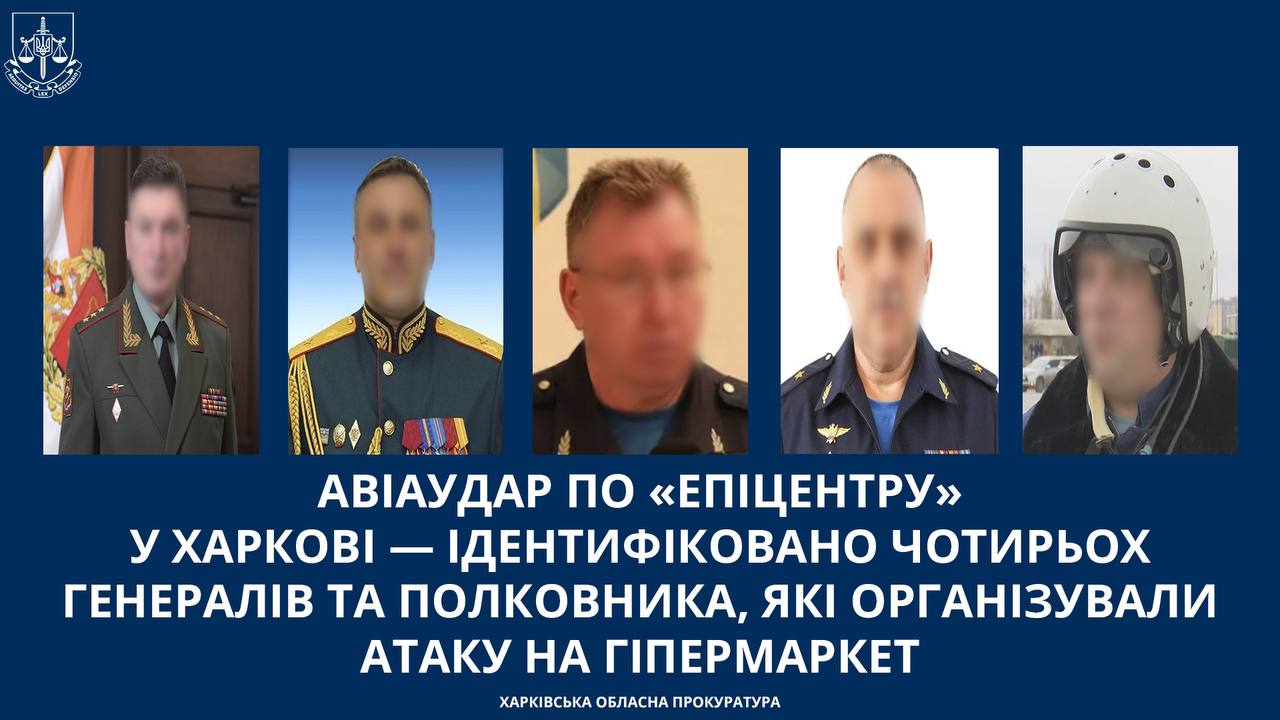 АВІАУДАР ПО «ЕПІЦЕНТРУ»
У ХАРКОВІ — ІДЕНТИФІКОВАНО ЧОТИРЬОХ
ГЕНЕРАЛІВ ТА ПОЛКОВНИКА, ЯКІ ОРГАНІЗУВАЛИ
АТАКУ НА ГІПЕРМАРКЕТ
ХАРКІВСЬКА ОБЛАСНА ПРОКУРАТУРА